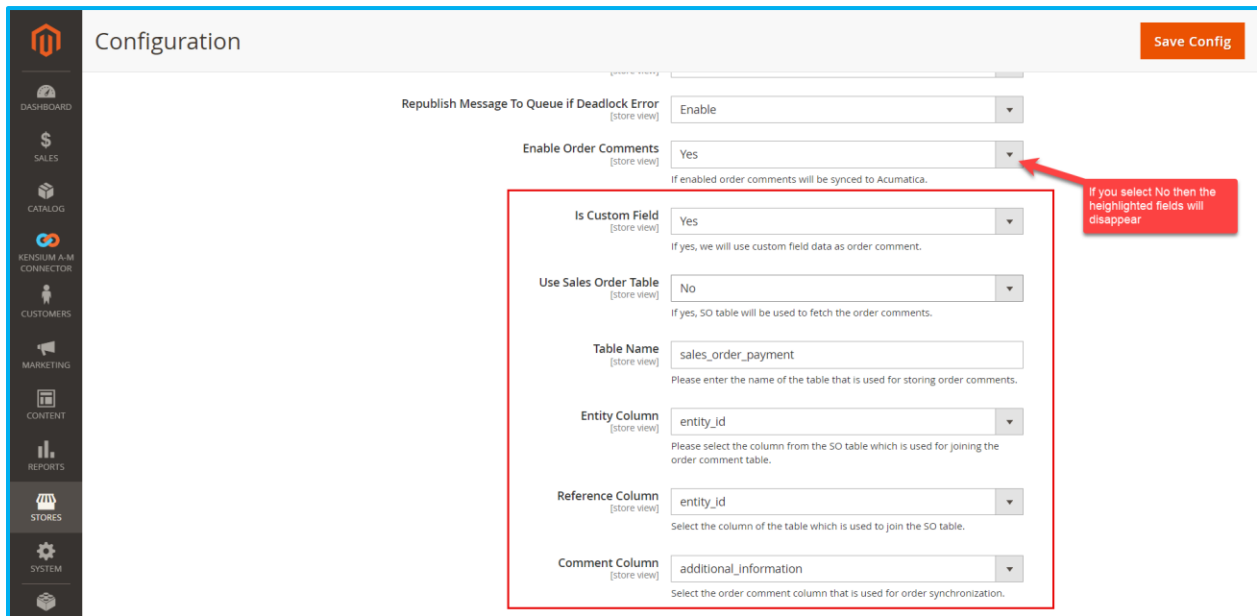 Configuration
Save Config
DASHBOARD
SALES
CATALOG
KENSIUM A-M
CONNECTOR
CUSTOMERS
MARKETING
CONTENT
REPORTS
STORES
SYSTEM
[store view]
Republish Message To Queue if Deadlock Error
[store view]
Enable
Enable Order Comments
[store view]
Yes
If enabled order comments will be synced to Acumatica.
If you select No then the
heighlighted fields will
disappear
Is Custom Field
[store view]
Yes
If yes, we will use custom field data as order comment.
Use Sales Order Table
[store view]
No
If yes, SO table will be used to fetch the order comments.
Table Name
[store view]
sales_order_payment
Please enter the name of the table that is used for storing order comments.
Entity Column
[store view]
entity_id
Please select the column from the SO table which is used for joining the
order comment table.
Reference Column
[store view]
entity_id
Select the column of the table which is used to join the SO table.
Comment Column
[store view]
additional_information
Select the order comment column that is used for order synchronization.